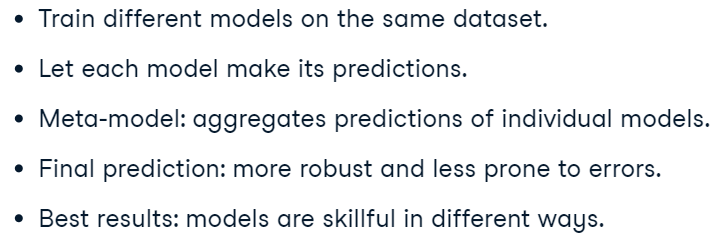 • Train different models on the same dataset.
• Let each model make its predictions.
• Meta-model: aggregates predictions of individual models.
• Final prediction: more robust and less prone to errors.
• Best results: models are skillful in different ways.